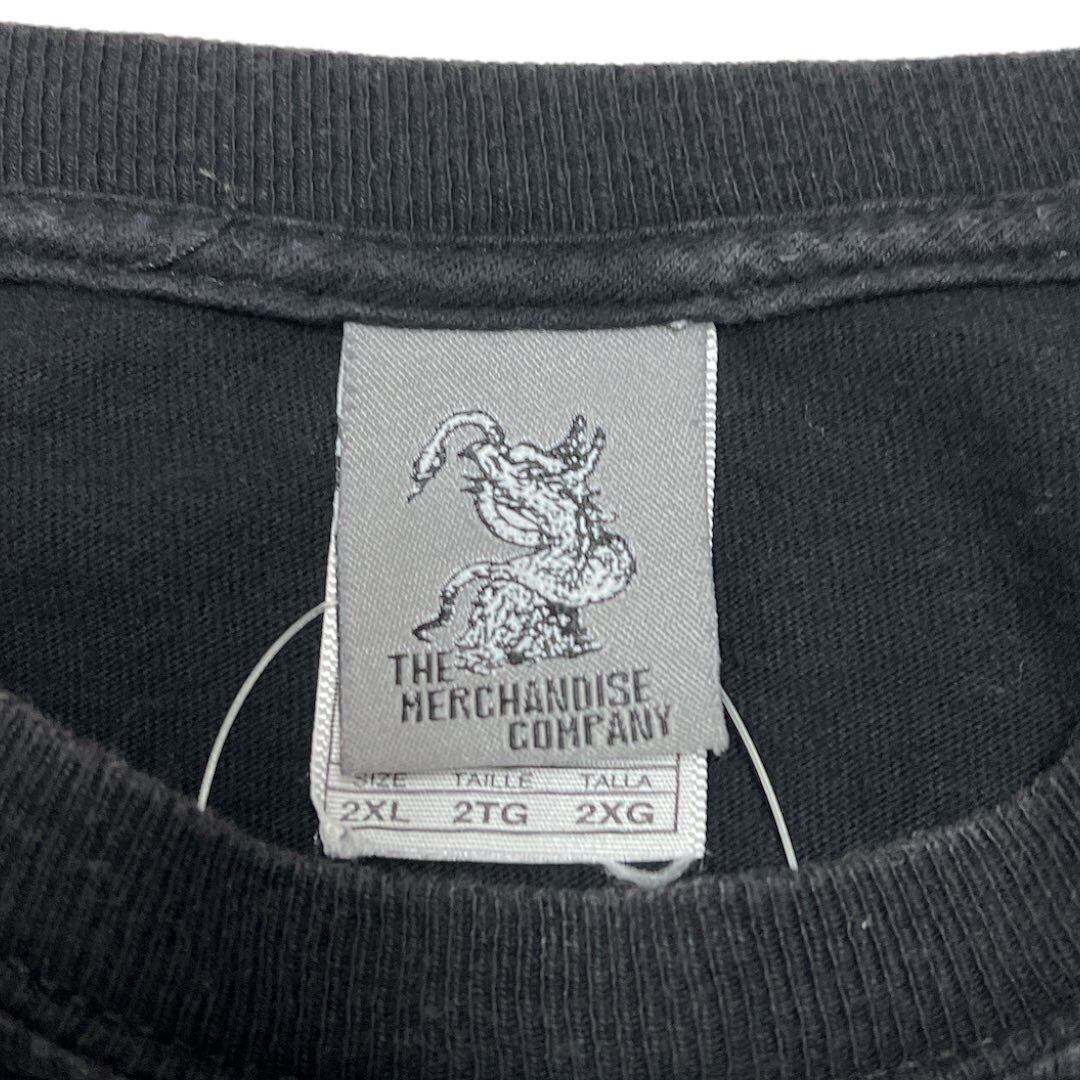 THE
MERCHANDISE
COMPANY
SIZE TAILLE TALLA
2XL 2TG 2XG